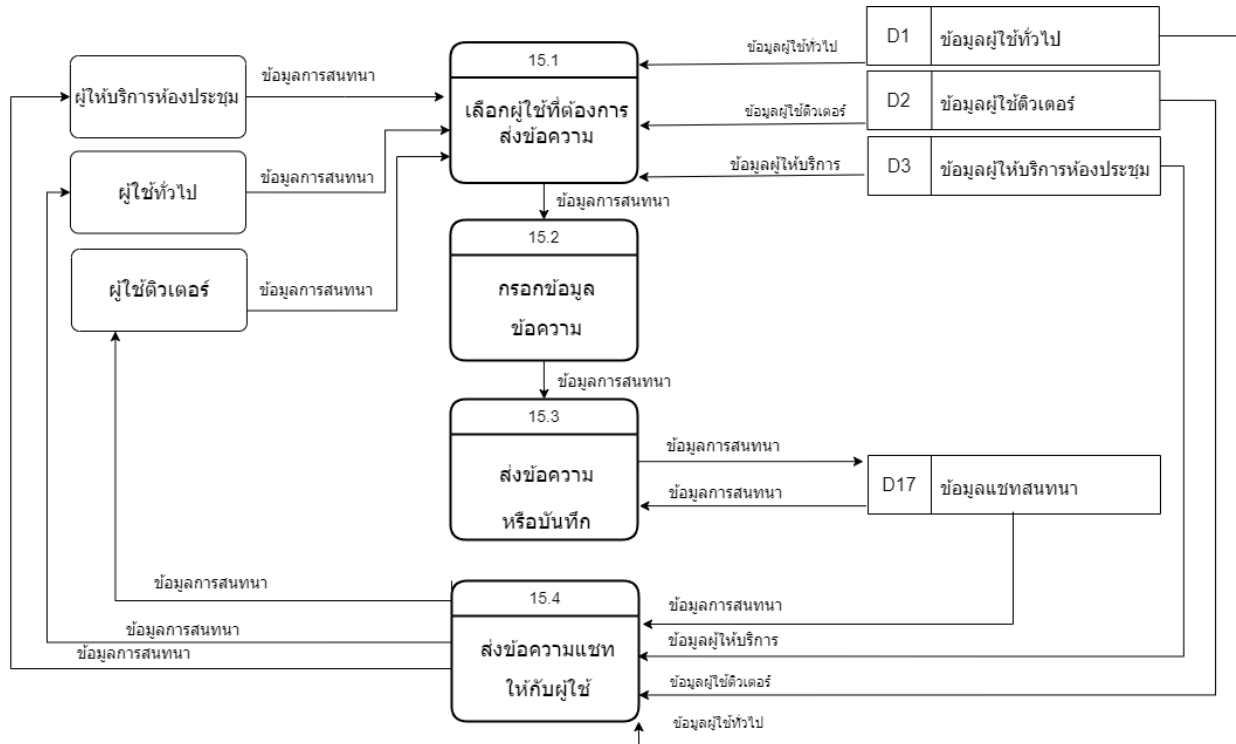 ผู้ให้บริการห้องประชุม
ข้อมูลการสนทนา
ผู้ใช้ทั่วไป
ข้อมูลการสนทนา
ผู้ใช้ติวเตอร์
ข้อมูลการสนทนา
15.1
เลือกผู้ใช้ที่ต้องการ
ส่งข้อความ
ข้อมูลผู้ใช้ทั่วไป
D1
ข้อมูลผู้ใช้ทั่วไป
ข้อมูลผู้ใช้ติวเตอร์
D2
ข้อมูลผู้ใช้ติวเตอร์
ข้อมูลผู้ให้บริการ
D3
ข้อมูลผู้ให้บริการห้องประชุม
ข้อมูลการสนทนา
15.2
กรอกข้อมูล
ข้อความ
ข้อมูลการสนทนา
15.3
ส่งข้อความ
หรือบันทึก
ข้อมูลการสนทนา
ข้อมูลการสนทนา
D17
ข้อมูลแชทสนทนา
15.4
ส่งข้อความแชท
ให้กับผู้ใช้
ข้อมูลการสนทนา
ข้อมูลการสนทนา
ข้อมูลการสนทนา
ข้อมูลการสนทนา
ข้อมูลผู้ให้บริการ
ข้อมูลผู้ใช้ติวเตอร์
ข้อมูลผู้ใช้ทั่วไป